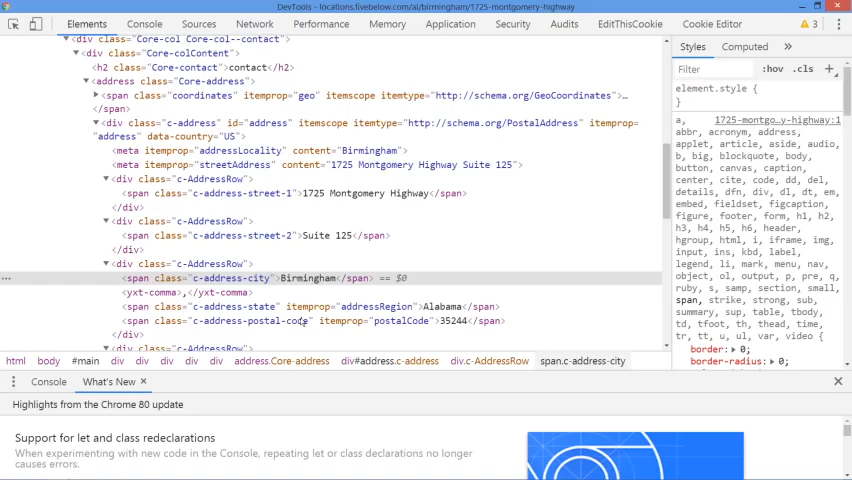 DevTools - locations.fivebelow.com/al/birmingham/1725-montgomery-highway
Elements Console Sources Network Performance Memory Application Security Audits EditThisCookie Cookie Editor 3
<div class="Core-col Core-col--contact">
<div class="Core-colContent">
<h2 class="Core-contact">contact</h2>
<address class="Core-address">
<span class="coordinates" itemprop="geo" itemscope itemtype="http://schema.org/GeoCoordinates">…
</span>
<div class="c-address" id="address" itemscope itemtype="http://schema.org/PostalAddress" itemprop=
"address" data-country="US">
<meta itemprop="addressLocality" content="Birmingham">
<meta itemprop="streetAddress" content="1725 Montgomery Highway Suite 125">
<div class="c-AddressRow">
<span class="c-address-street-1">1725 Montgomery Highway</span>
</div>
<div class="c-AddressRow">
<span class="c-address-street-2">Suite 125</span>
</div>
<div class="c-AddressRow">
... <span class="c-address-city">Birmingham</span> == $0
<yxt-comma>,</yxt-comma>
<span class="c-address-state" itemprop="addressRegion">Alabama</span>
<span class="c-address-postal-code" itemprop="postalCode">35244</span>
</div>
<div class="c-AddressRow">
html body #main div div div div div address.Core-address div#address.c-address div.c-AddressRow span.c-address-city
Styles Computed »
Filter :hov .cls +
element.style {
}
a, 1725-montgo…y-highway:1
abbr, acronym, address,
applet, article, aside, audio,
b, big, blockquote, body,
button, canvas, caption,
center, cite, code, dd, del,
details, dfn, div, dl, dt, em,
embed, fieldset, figcaption,
figure, footer, form, h1, h2,
h3, h4, h5, h6, header,
hgroup, html, i, iframe, img,
input, ins, kbd, label,
legend, li, mark, menu, nav,
object, ol, output, p, pre, q,
ruby, s, samp, section, small,
span, strike, strong, sub,
summary, sup, table, tbody,
td, tfoot, th, thead, time,
tr, tt, u, ul, var, video {
border: 0;
border-radius: 0;
Console What's New ×
Highlights from the Chrome 80 update
Support for let and class redeclarations
When experimenting with new code in the Console, repeating let or class declarations no longer
causes errors.